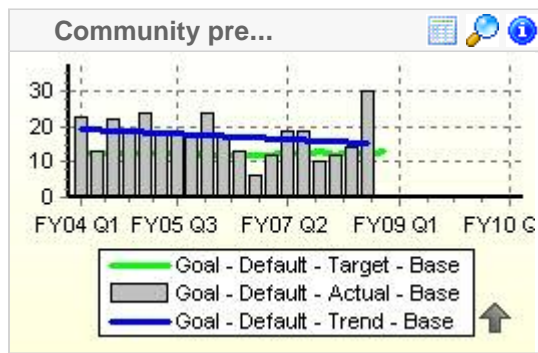 Community pre...
30
20
10
0
FY04 Q1 FY05 Q3 FY07 Q2 FY09 Q1 FY10 Q
Goal - Default - Target - Base
Goal - Default - Actual - Base
Goal - Default - Trend - Base